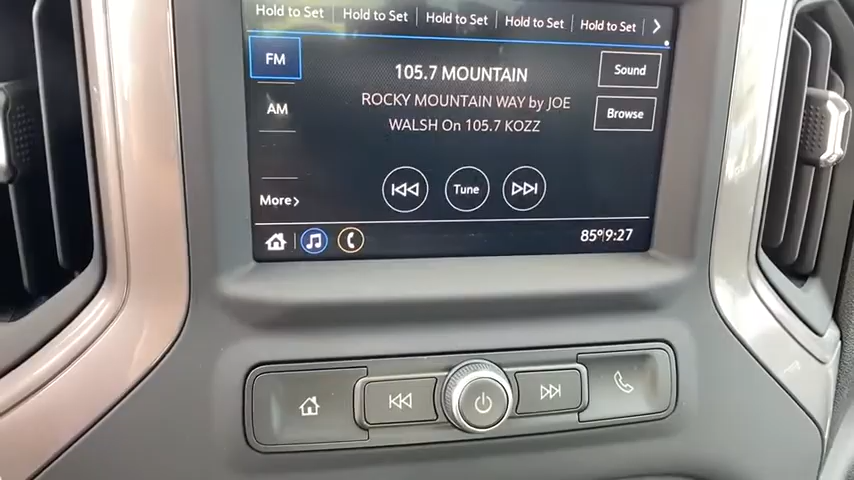 Hold to Set Hold to Set Hold to Set Hold to Set Hold to Set
FM
105.7 MOUNTAIN
Sound
ROCKY MOUNTAIN WAY by JOE
AM
WALSH On 105.7 KOZZ
Browse
More
Tune
85° 9:27